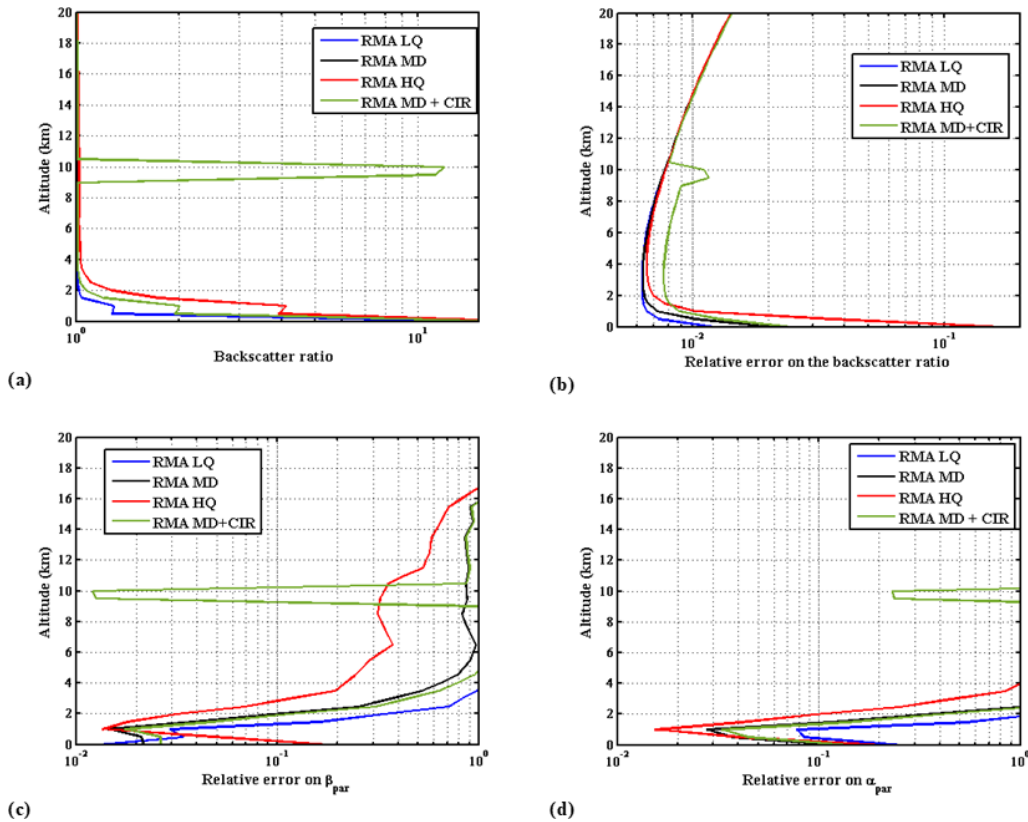 20
18
16
14
12
10
8
6
4
2
0
Altitude (km)
RMA LQ
RMA MD
RMA HQ
RMA MD + CIR
10^0
10^1
Backscatter ratio
(a)
20
18
16
14
12
10
8
6
4
2
0
Altitude (km)
RMA LQ
RMA MD
RMA HQ
RMA MD+CIR
10^-2
10^-1
Relative error on the backscatter ratio
(b)
20
18
16
14
12
10
8
6
4
2
0
Altitude (km)
RMA LQ
RMA MD
RMA HQ
RMA MD+CIR
10^-2
10^-1
10^0
Relative error on β_par
(c)
20
18
16
14
12
10
8
6
4
2
0
Altitude (km)
RMA LQ
RMA MD
RMA HQ
RMA MD + CIR
10^-2
10^-1
10^0
Relative error on α_par
(d)